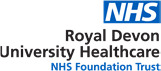 NHS
Royal Devon
University Healthcare
NHS Foundation Trust